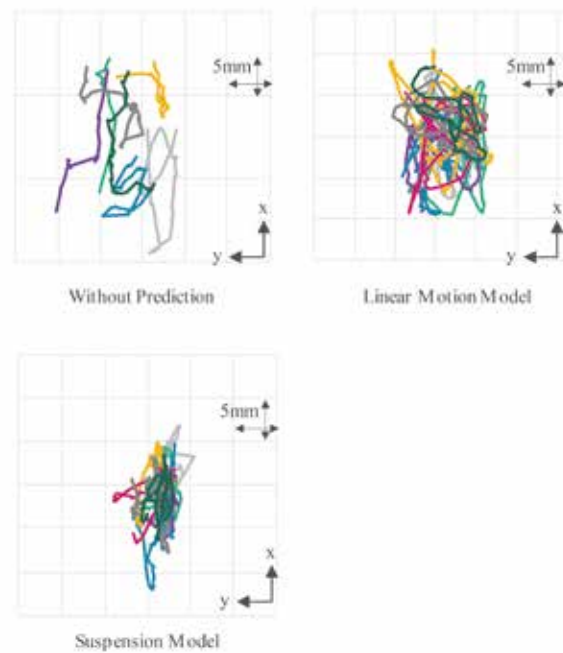 5mm
x
y
Without Prediction
5mm
x
y
Linear Motion Model
5mm
x
y
Suspension Model